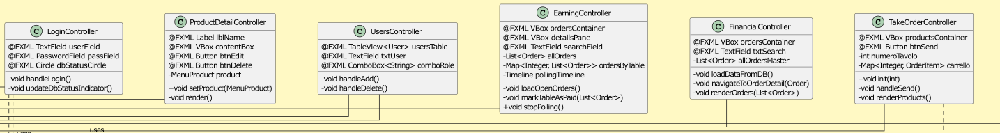 C LoginController
@FXML TextField userField
@FXML PasswordField passField
@FXML Circle dbStatusCircle
-void handleLogin()
-void updateDbStatusIndicator()
C ProductDetailController
@FXML Label lblName
@FXML VBox contentBox
@FXML Button btnEdit
@FXML Button btnDelete
-MenuProduct product
+void setProduct(MenuProduct)
-void render()
C UsersController
@FXML TableView<User> usersTable
@FXML TextField txtUser
@FXML ComboBox<String> comboRole
-void handleAdd()
-void handleDelete()
C EarningController
@FXML VBox ordersContainer
@FXML VBox detailsPane
@FXML TextField searchField
-List<Order> allOrders
-Map<Integer, List<Order>> ordersByTable
-Timeline pollingTimeline
-void loadOpenOrders()
-void markTableAsPaid(List<Order>)
+void stopPolling()
C FinancialController
@FXML VBox ordersContainer
@FXML TextField txtSearch
-List<Order> allOrdersMaster
-void loadDataFromDB()
-void navigateToOrderDetail(Order)
-void renderOrders(List<Order>)
C TakeOrderController
@FXML VBox productsContainer
@FXML Button btnSend
-int numeroTavolo
-Map<Integer, OrderItem> carrello
+void init(int)
-void handleSend()
-void renderProducts()
uses